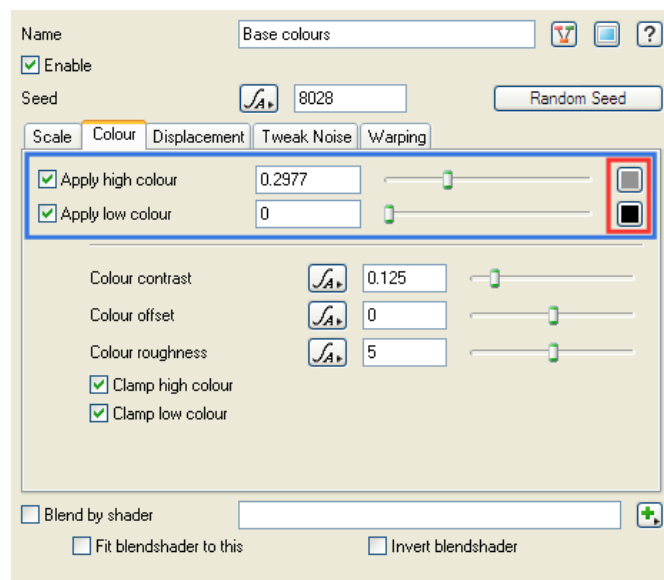 Name Base colours ?
Enable
Seed 8028 Random Seed
Scale Colour Displacement Tweak Noise Warping
Apply high colour 0.2977
Apply low colour 0
Colour contrast 0.125
Colour offset 0
Colour roughness 5
Clamp high colour
Clamp low colour
Blend by shader
Fit blendshader to this Invert blendshader